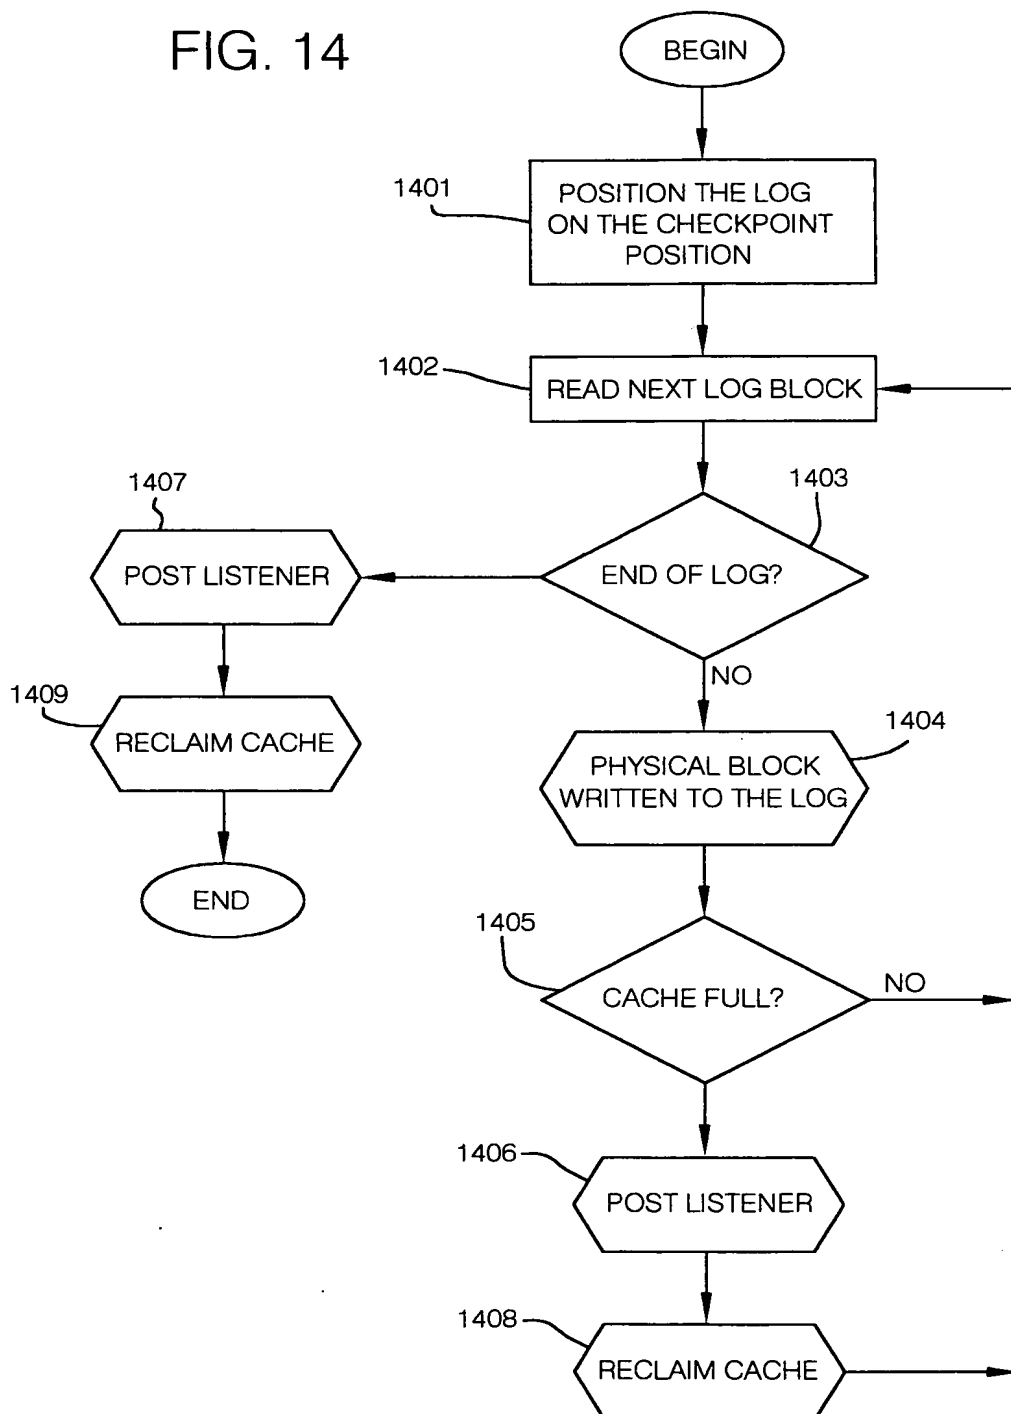 FIG. 14
BEGIN
1401
POSITION THE LOG
ON THE CHECKPOINT
POSITION
1402
READ NEXT LOG BLOCK
1403
END OF LOG?
1407
POST LISTENER
NO
1409
RECLAIM CACHE
1404
PHYSICAL BLOCK
WRITTEN TO THE LOG
END
1405
CACHE FULL?
NO
1406
POST LISTENER
1408
RECLAIM CACHE